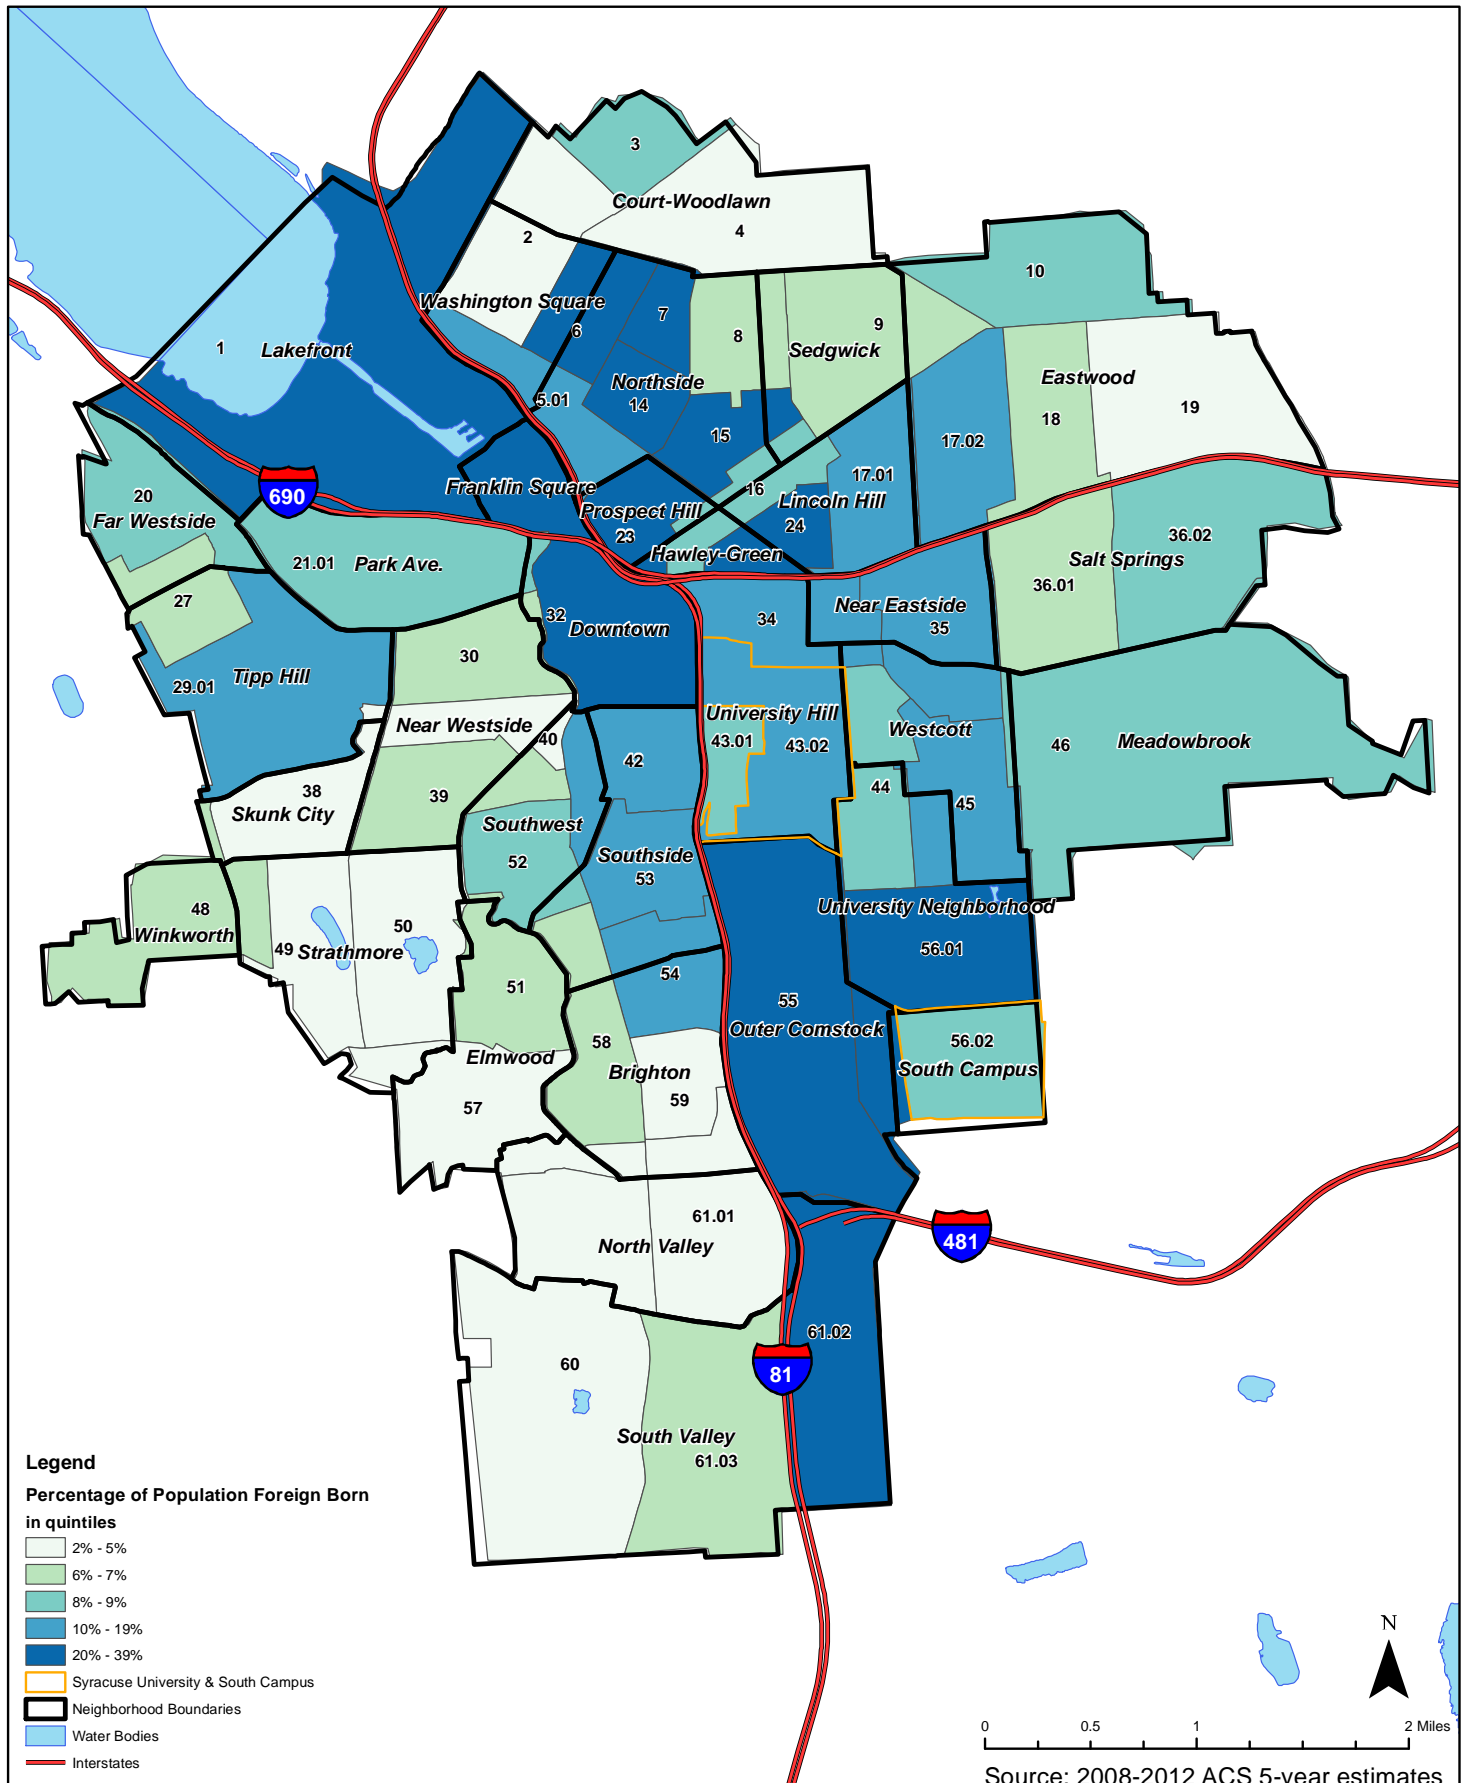 3
Court-Woodlawn
2
4
10
Washington Square
7
6
8
9
1
Lakefront
Sedgwick
Northside
14
5.01
Eastwood
19
18
15
17.02
17.01
20
Far Westside
690
Franklin Square
16
Lincoln Hill
Prospect Hill
23
24
Hawley-Green
36.02
Salt Springs
36.01
21.01
Park Ave.
27
32
Downtown
34
Near Eastside
35
30
29.01
Tipp Hill
Near Westside
40
University Hill
43.01
43.02
Westcott
46
Meadowbrook
42
38
Skunk City
39
44
45
Southwest
52
Southside
53
48
Winkworth
49
Strathmore
50
University Neighborhood
56.01
51
54
55
Outer Comstock
56.02
South Campus
58
Elmwood
Brighton
57
59
61.01
North Valley
481
61.02
60
81
South Valley
61.03
Legend
Percentage of Population Foreign Born
in quintiles
2% - 5%
6% - 7%
8% - 9%
10% - 19%
20% - 39%
Syracuse University & South Campus
Neighborhood Boundaries
Water Bodies
Interstates
N
0 0.5 1 2 Miles
Source: 2008-2012 ACS 5-year estimates